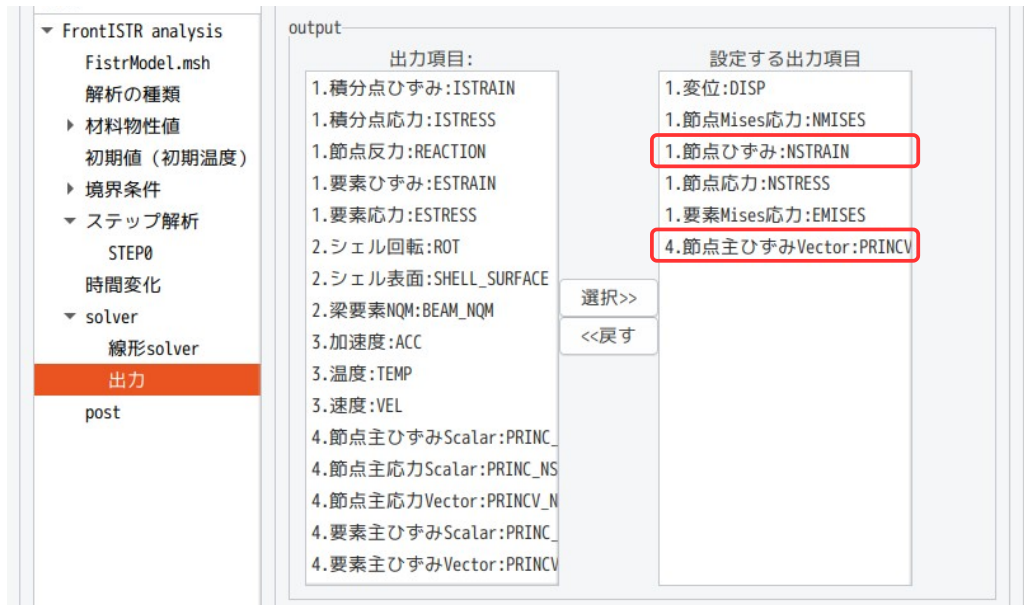 FrontISTR analysis
FistrModel.msh
解析の種類
材料物性値
初期値（初期温度）
境界条件
ステップ解析
STEP0
時間変化
solver
線形solver
出力
post
output
出力項目:
1.積分点ひずみ:ISTRAIN
1.積分点応力:ISTRESS
1.節点反力:REACTION
1.要素ひずみ:ESTRAIN
1.要素応力:ESTRESS
2.シェル回転:ROT
2.シェル表面:SHELL_SURFACE
2.梁要素NQM:BEAM_NQM
3.加速度:ACC
3.温度:TEMP
3.速度:VEL
4.節点主ひずみScalar:PRINC_
4.節点主応力Scalar:PRINC_NS
4.節点主応力Vector:PRINCV_N
4.要素主ひずみScalar:PRINC_
4.要素主ひずみVector:PRINCV
選択>>
<<戻す
設定する出力項目
1.変位:DISP
1.節点Mises応力:NMISES
1.節点ひずみ:NSTRAIN
1.節点応力:NSTRESS
1.要素Mises応力:EMISES
4.節点主ひずみVector:PRINCV